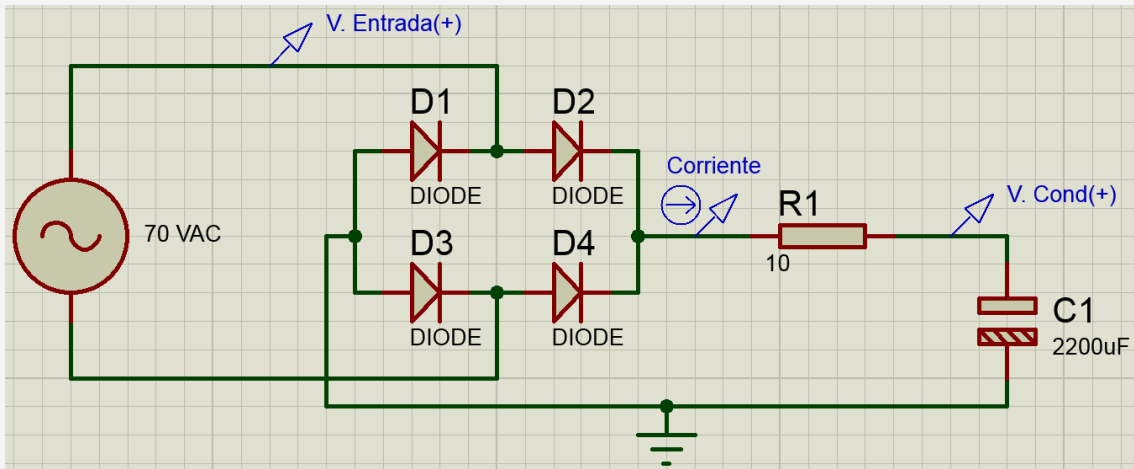 V. Entrada(+)
D1
D2
DIODE
DIODE
70 VAC
Corriente
R1
10
V. Cond(+)
D3
D4
DIODE
DIODE
C1
2200uF